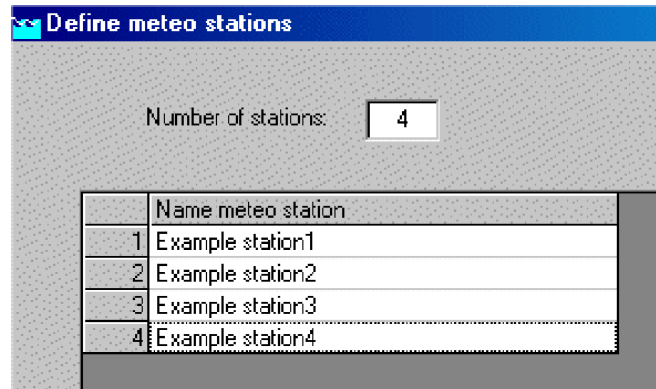 Define meteo stations
Number of stations: 4
Name meteo station
1 Example station1
2 Example station2
3 Example station3
4 Example station4